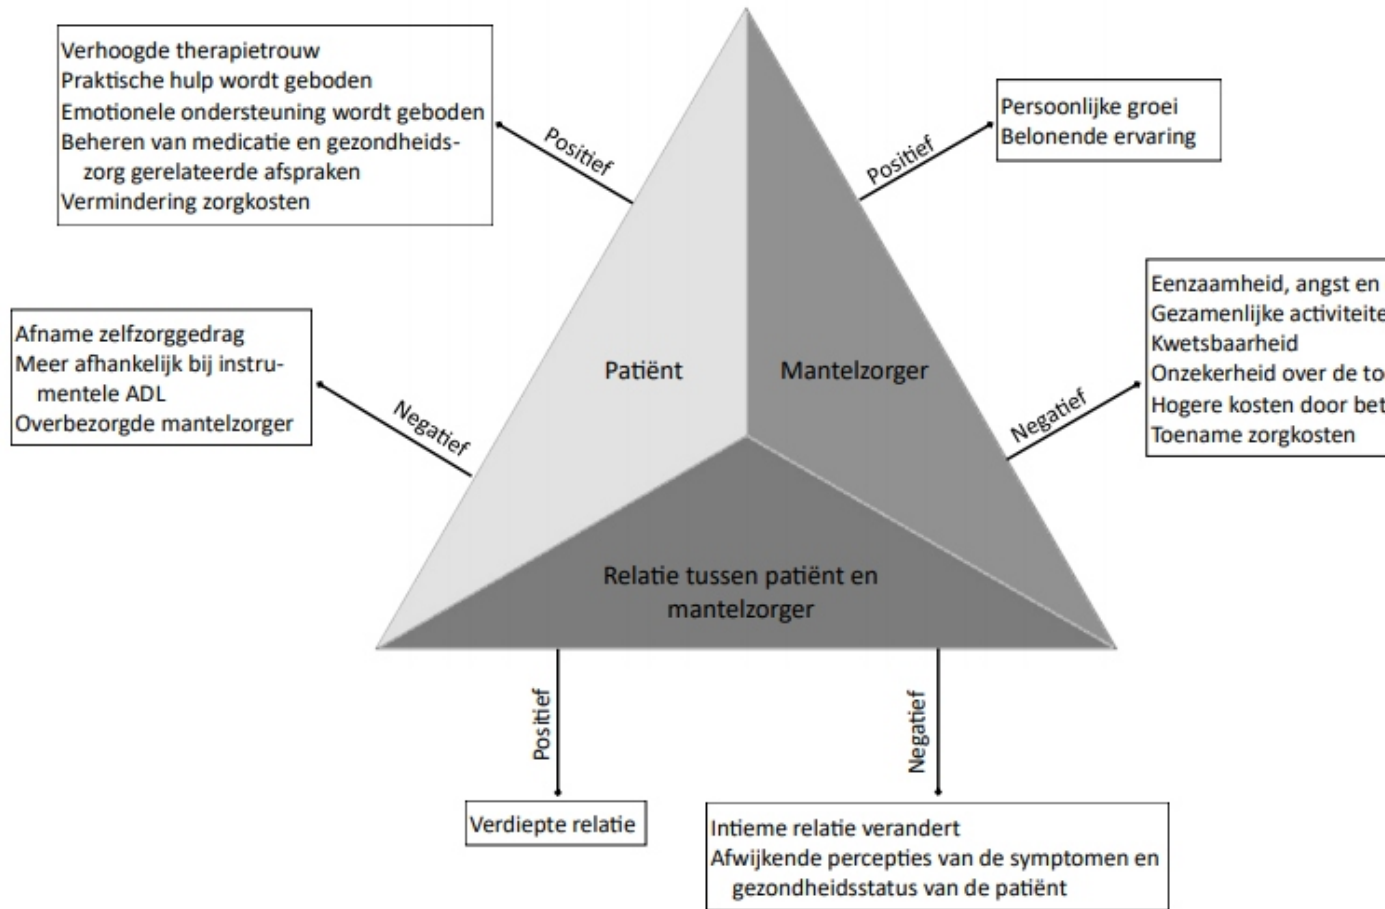 Verhoogde therapietrouw
Praktische hulp wordt geboden
Emotionele ondersteuning wordt geboden
Beheren van medicatie en gezondheids-
zorg gerelateerde afspraken
Vermindering zorgkosten
Positief
Positief
Persoonlijke groei
Belonende ervaring
Afname zelfzorggedrag
Meer afhankelijk bij instru-
mentele ADL
Overbezorgde mantelzorger
Negatief
Patiënt
Mantelzorger
Negatief
Eenzaamheid, angst en
Gezamenlijke
Kwetsbaarheid
Onzekerheid over de
Hogere kosten door
Toename zorgkosten
Relatie tussen patiënt en
mantelzorger
Positief
Negatief
Verdiepte relatie
Intieme relatie verandert
Afwijkende percepties van de symptomen en
gezondheidsstatus van de patiënt